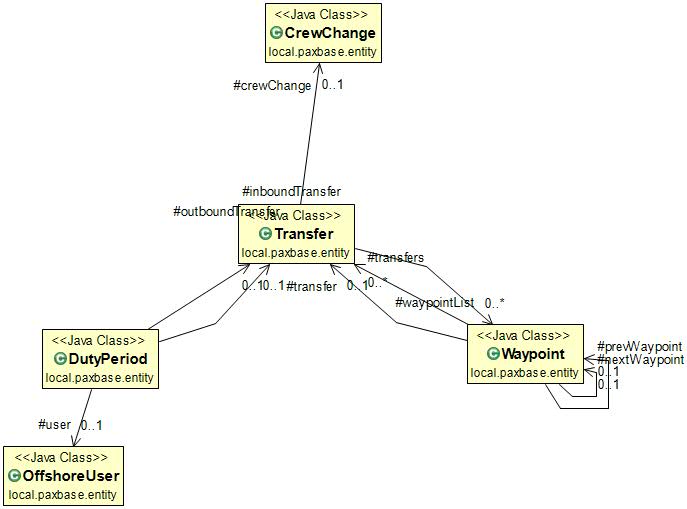 <<Java Class>>
CrewChange
local.paxbase.entity
#crewChange
0..1
#inboundTransfer
#outboundTransfer
<<Java Class>>
Transfer
local.paxbase.entity
#transfers
0..1
0..1
#transfer
0..1
0..*
#waypointList
0..*
<<Java Class>>
DutyPeriod
local.paxbase.entity
<<Java Class>>
Waypoint
local.paxbase.entity
#prevWaypoint
#nextWaypoint
0..1
0..1
#user
0..1
<<Java Class>>
OffshoreUser
local.paxbase.entity